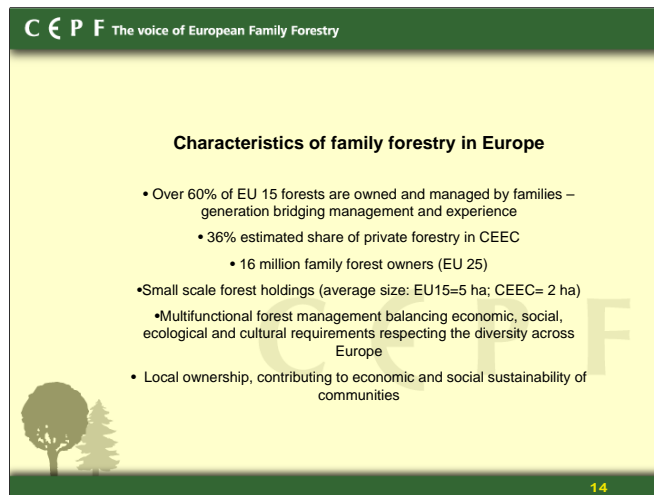 C € P F The voice of European Family Forestry
Characteristics of family forestry in Europe
• Over 60% of EU 15 forests are owned and managed by families –
generation bridging management and experience
• 36% estimated share of private forestry in CEEC
• 16 million family forest owners (EU 25)
•Small scale forest holdings (average size: EU15=5 ha; CEEC= 2 ha)
•Multifunctional forest management balancing economic, social,
ecological and cultural requirements respecting the diversity across
Europe
• Local ownership, contributing to economic and social sustainability of
communities
C € P F
14